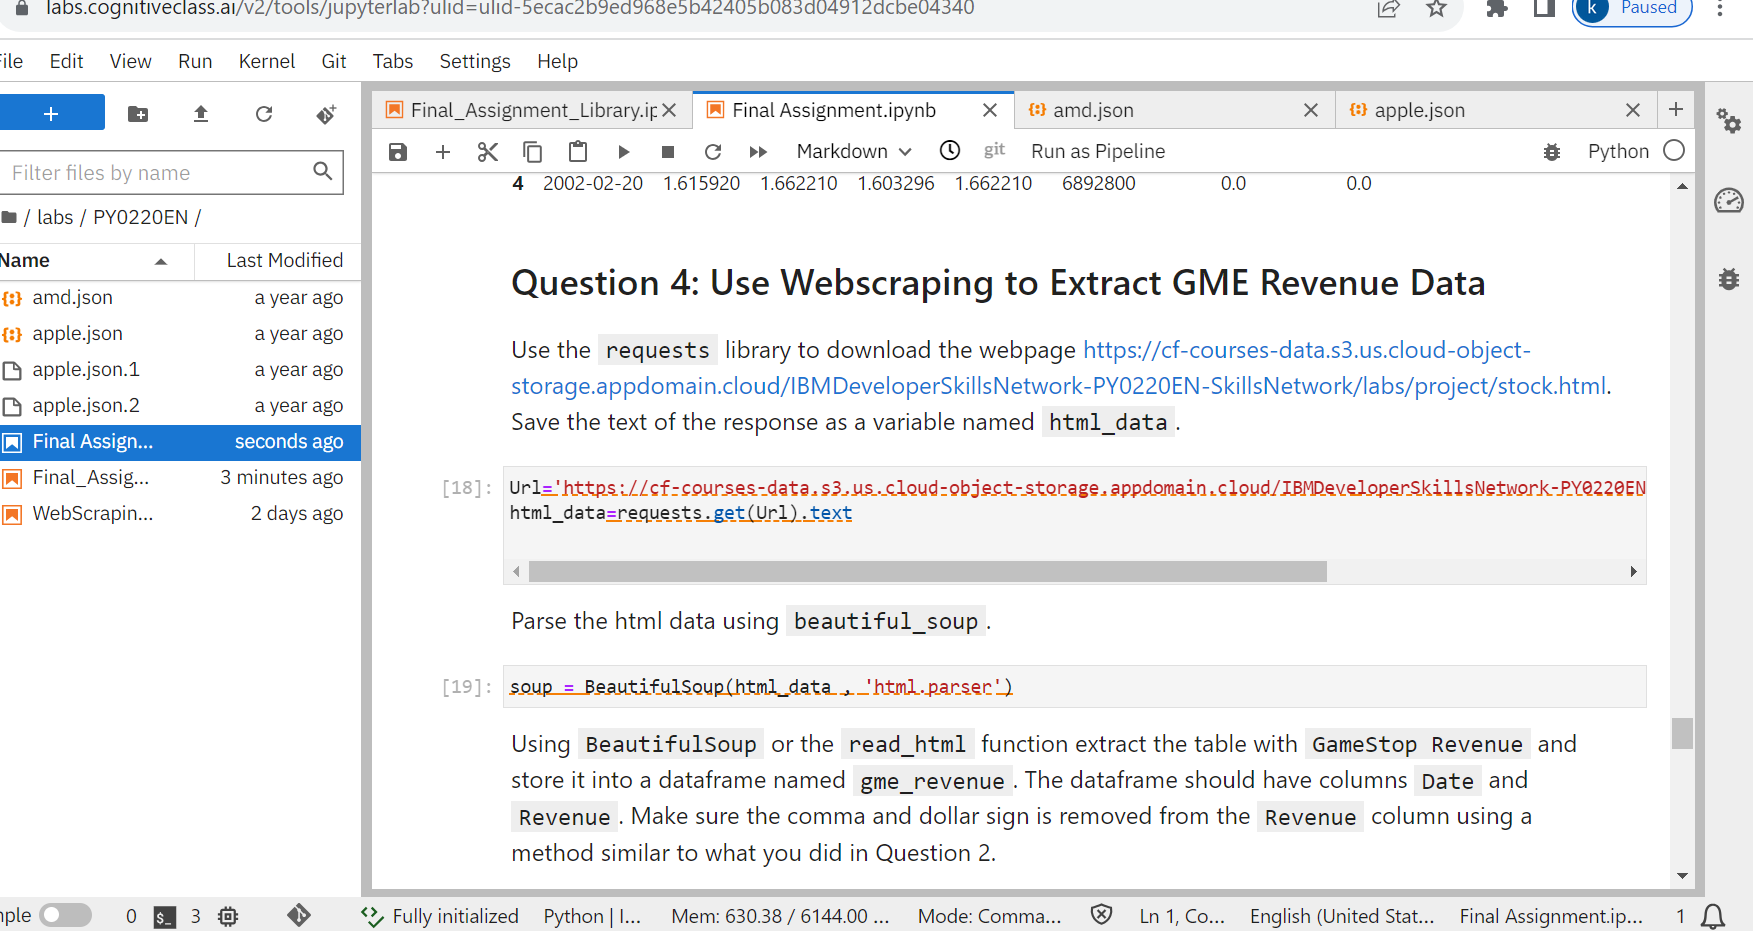 labs.cognitiveclass.ai/v2/tools/jupyterlab?ulid=ulid-5ecac2b9ed968e5b42405b083d04912dcbe04340
k Paused
File Edit View Run Kernel Git Tabs Settings Help
Final_Assignment_Library.ip
Final Assignment.ipynb
amd.json
apple.json
Markdown
git
Run as Pipeline
Python
Filter files by name
/ labs / PY0220EN /
Name Last Modified
amd.json a year ago
apple.json a year ago
apple.json.1 a year ago
apple.json.2 a year ago
Final Assign... seconds ago
Final_Assig... 3 minutes ago
WebScrapin... 2 days ago
4 2002-02-20 1.615920 1.662210 1.603296 1.662210 6892800 0.0 0.0
Question 4: Use Webscraping to Extract GME Revenue Data
Use the requests library to download the webpage https://cf-courses-data.s3.us.cloud-object-
storage.appdomain.cloud/IBMDeveloperSkillsNetwork-PY0220EN-SkillsNetwork/labs/project/stock.html.
Save the text of the response as a variable named html_data.
[18]: Url='https://cf-courses-data.s3.us.cloud-object-storage.appdomain.cloud/IBMDeveloperSkillsNetwork-PY0220EN
html_data=requests.get(Url).text
Parse the html data using beautiful_soup.
[19]: soup = BeautifulSoup(html_data , 'html.parser')
Using BeautifulSoup or the read_html function extract the table with GameStop Revenue and
store it into a dataframe named gme_revenue. The dataframe should have columns Date and
Revenue. Make sure the comma and dollar sign is removed from the Revenue column using a
method similar to what you did in Question 2.
mple 0 $_ 3 Fully initialized Python | I... Mem: 630.38 / 6144.00 ... Mode: Comma... Ln 1, Co... English (United Stat... Final Assignment.ip... 1